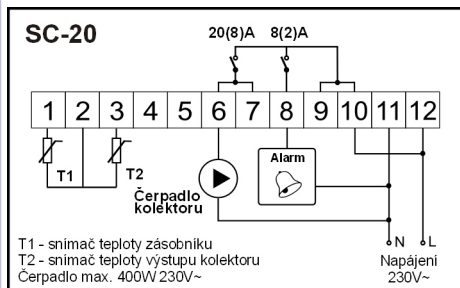 SC-20
20(8)A 8(2)A
1 2 3 4 5 6 7 8 9 10 11 12
T1
T2
Alarm
Čerpadlo
kolektoru
N L
T1 - snímač teploty zásobníku
T2 - snímač teploty výstupu kolektoru
Čerpadlo max. 400W 230V~
Napájení
230V~